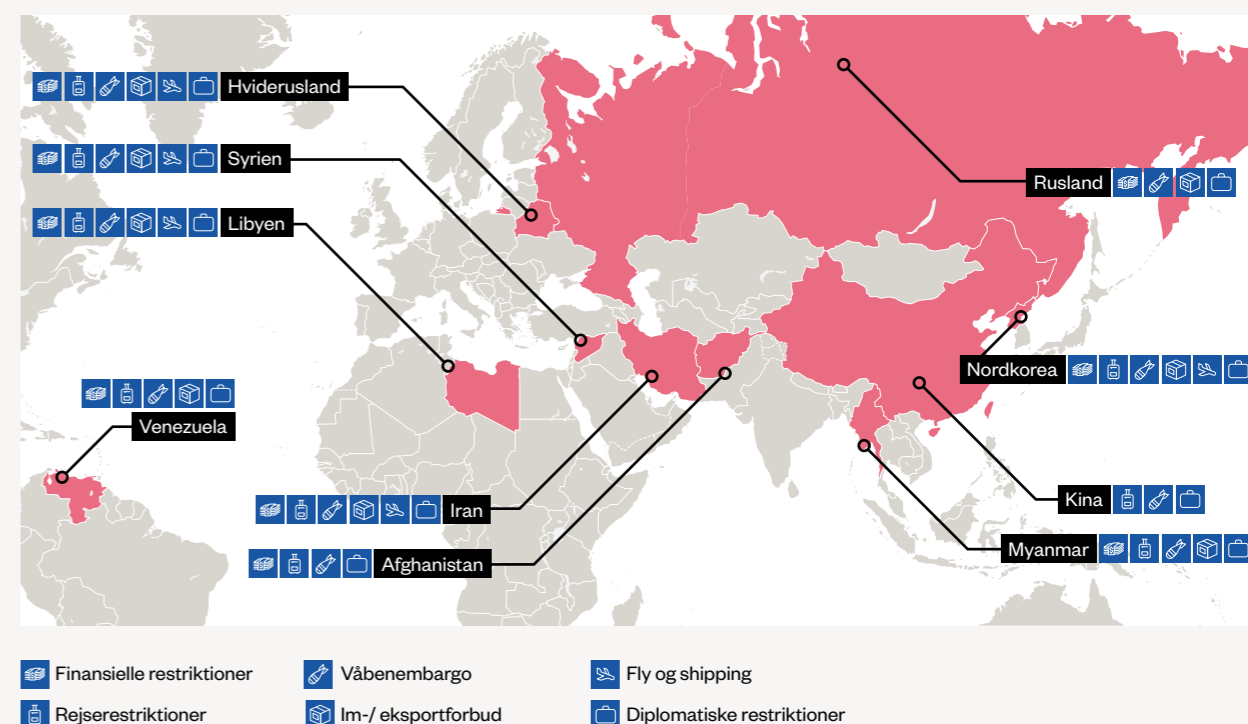 Hviderusland
Syrien
Libyen
Rusland
Nordkorea
Venezuela
Iran
Kina
Afghanistan
Myanmar
Finansielle restriktioner
Våbenembargo
Fly og shipping
Rejserestriktioner
Im-/ eksportforbud
Diplomatiske restriktioner